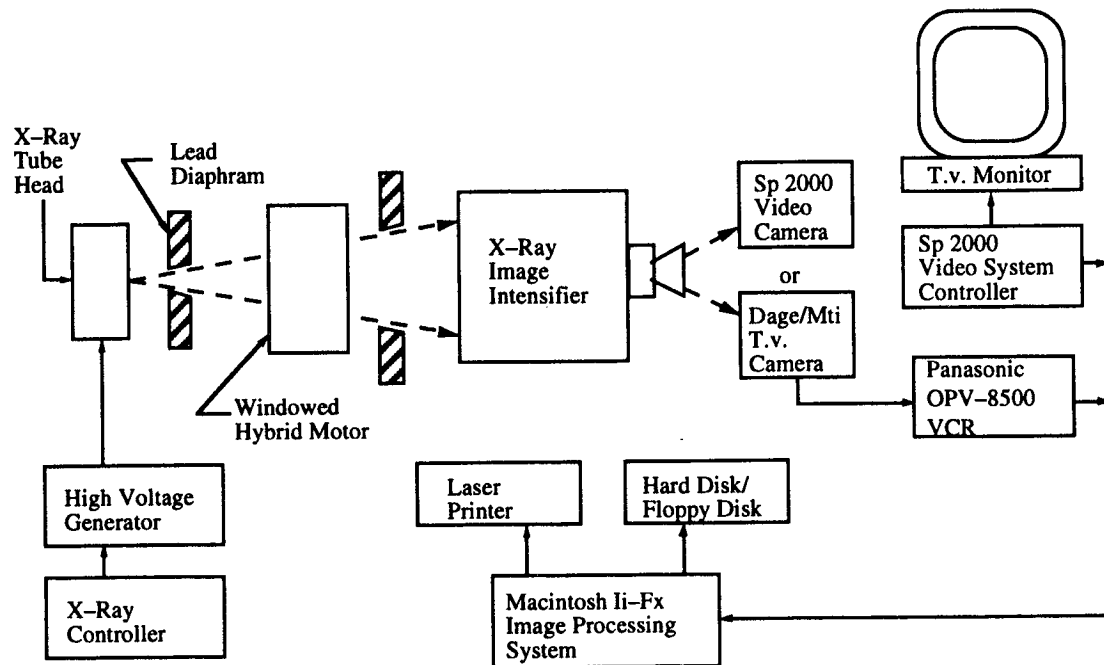 X–Ray
Tube
Head
Lead
Diaphram
Windowed
Hybrid Motor
X–Ray
Image
Intensifier
Sp 2000
Video
Camera
or
Dage/Mti
T.v.
Camera
T.v. Monitor
Sp 2000
Video System
Controller
Panasonic
OPV–8500
VCR
High Voltage
Generator
X–Ray
Controller
Laser
Printer
Hard Disk/
Floppy Disk
Macintosh Ii–Fx
Image Processing
System